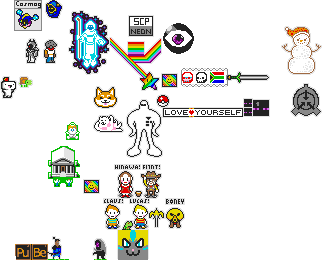 Cosmog
SCP
NEON
LOVE YOURSELF
HINAWA! FLINT!
CLAUS! LUCAS! BONEY
PUBE